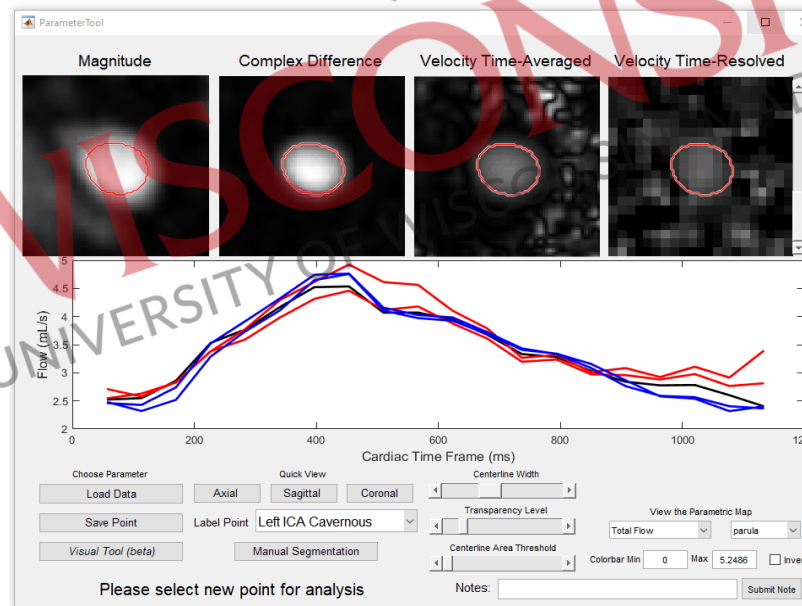 ParameterTool
Magnitude Complex Difference Velocity Time-Averaged Velocity Time-Resolved
WISCONSIN
UNIVERSITY OF WISCONSIN
5
4.5
4
3.5
3
2.5
2
Flow (mL/s)
0 200 400 600 800 1000
Cardiac Time Frame (ms)
Choose Parameter Quick View Centerline Width
Load Data Axial Sagittal Coronal
Transparency Level View the Parametric Map
Save Point Label Point Left ICA Cavernous Total Flow parula
Visual Tool (beta) Manual Segmentation Centerline Area Threshold Colorbar Min 0 Max 5.2486
Please select new point for analysis Notes: Submit Note